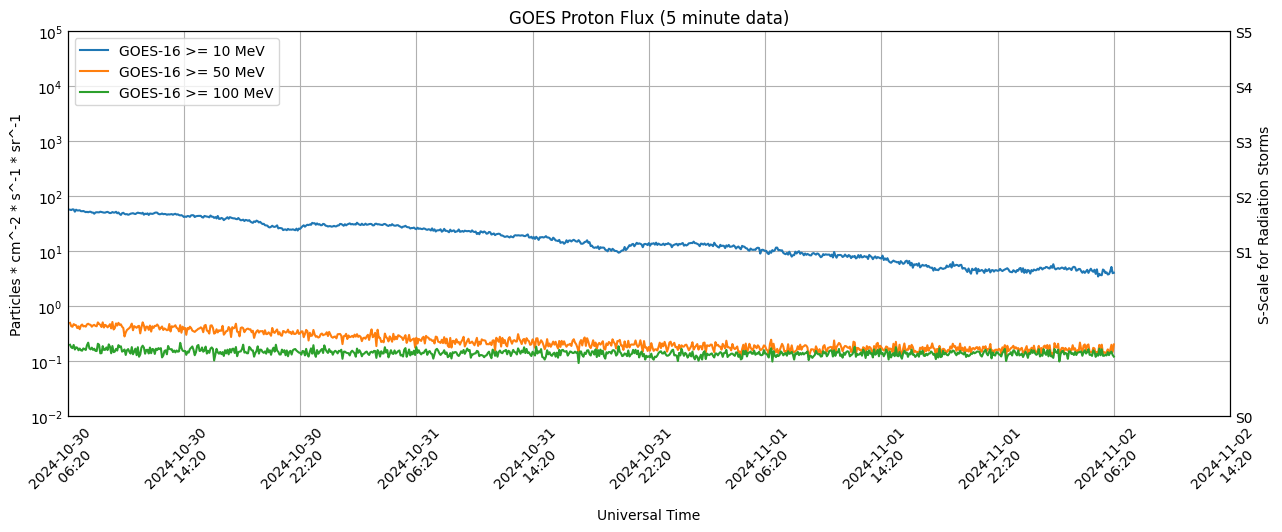 GOES Proton Flux (5 minute data)
GOES-16 >= 10 MeV
GOES-16 >= 50 MeV
GOES-16 >= 100 MeV
Particles * cm^-2 * s^-1 * sr^-1
10^5
10^4
10^3
10^2
10^1
10^0
10^-1
10^-2
S5
S4
S3
S2
S1
S0
S-Scale for Radiation Storms
2024-10-30
06:20
2024-10-30
14:20
2024-10-30
22:20
2024-10-31
06:20
2024-10-31
14:20
2024-10-31
22:20
2024-11-01
06:20
2024-11-01
14:20
2024-11-01
22:20
2024-11-02
06:20
2024-11-02
14:20
Universal Time